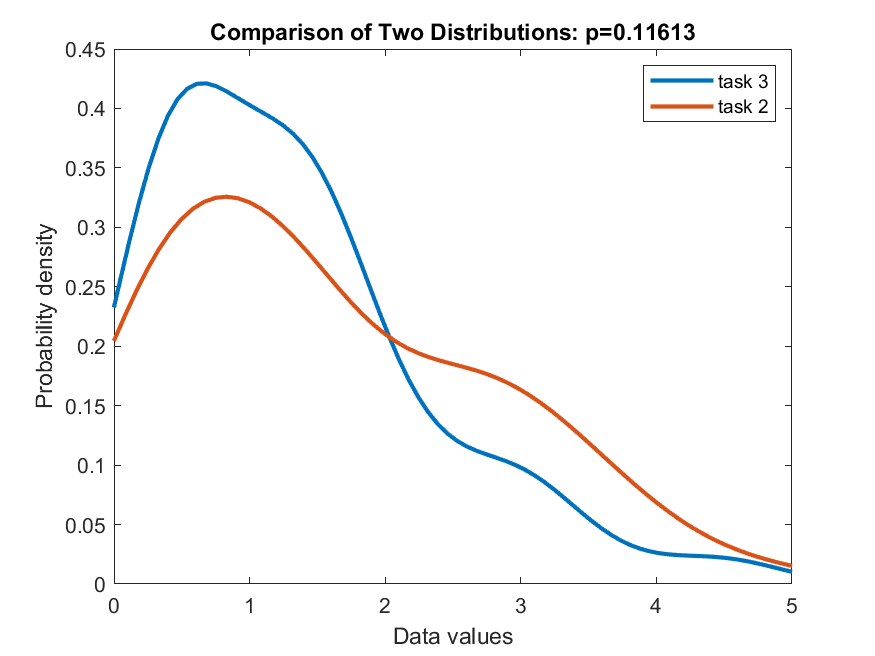 Comparison of Two Distributions: p=0.11613
task 3
task 2
0.45
0.4
0.35
0.3
0.25
0.2
0.15
0.1
0.05
0
Probability density
0 1 2 3 4 5
Data values